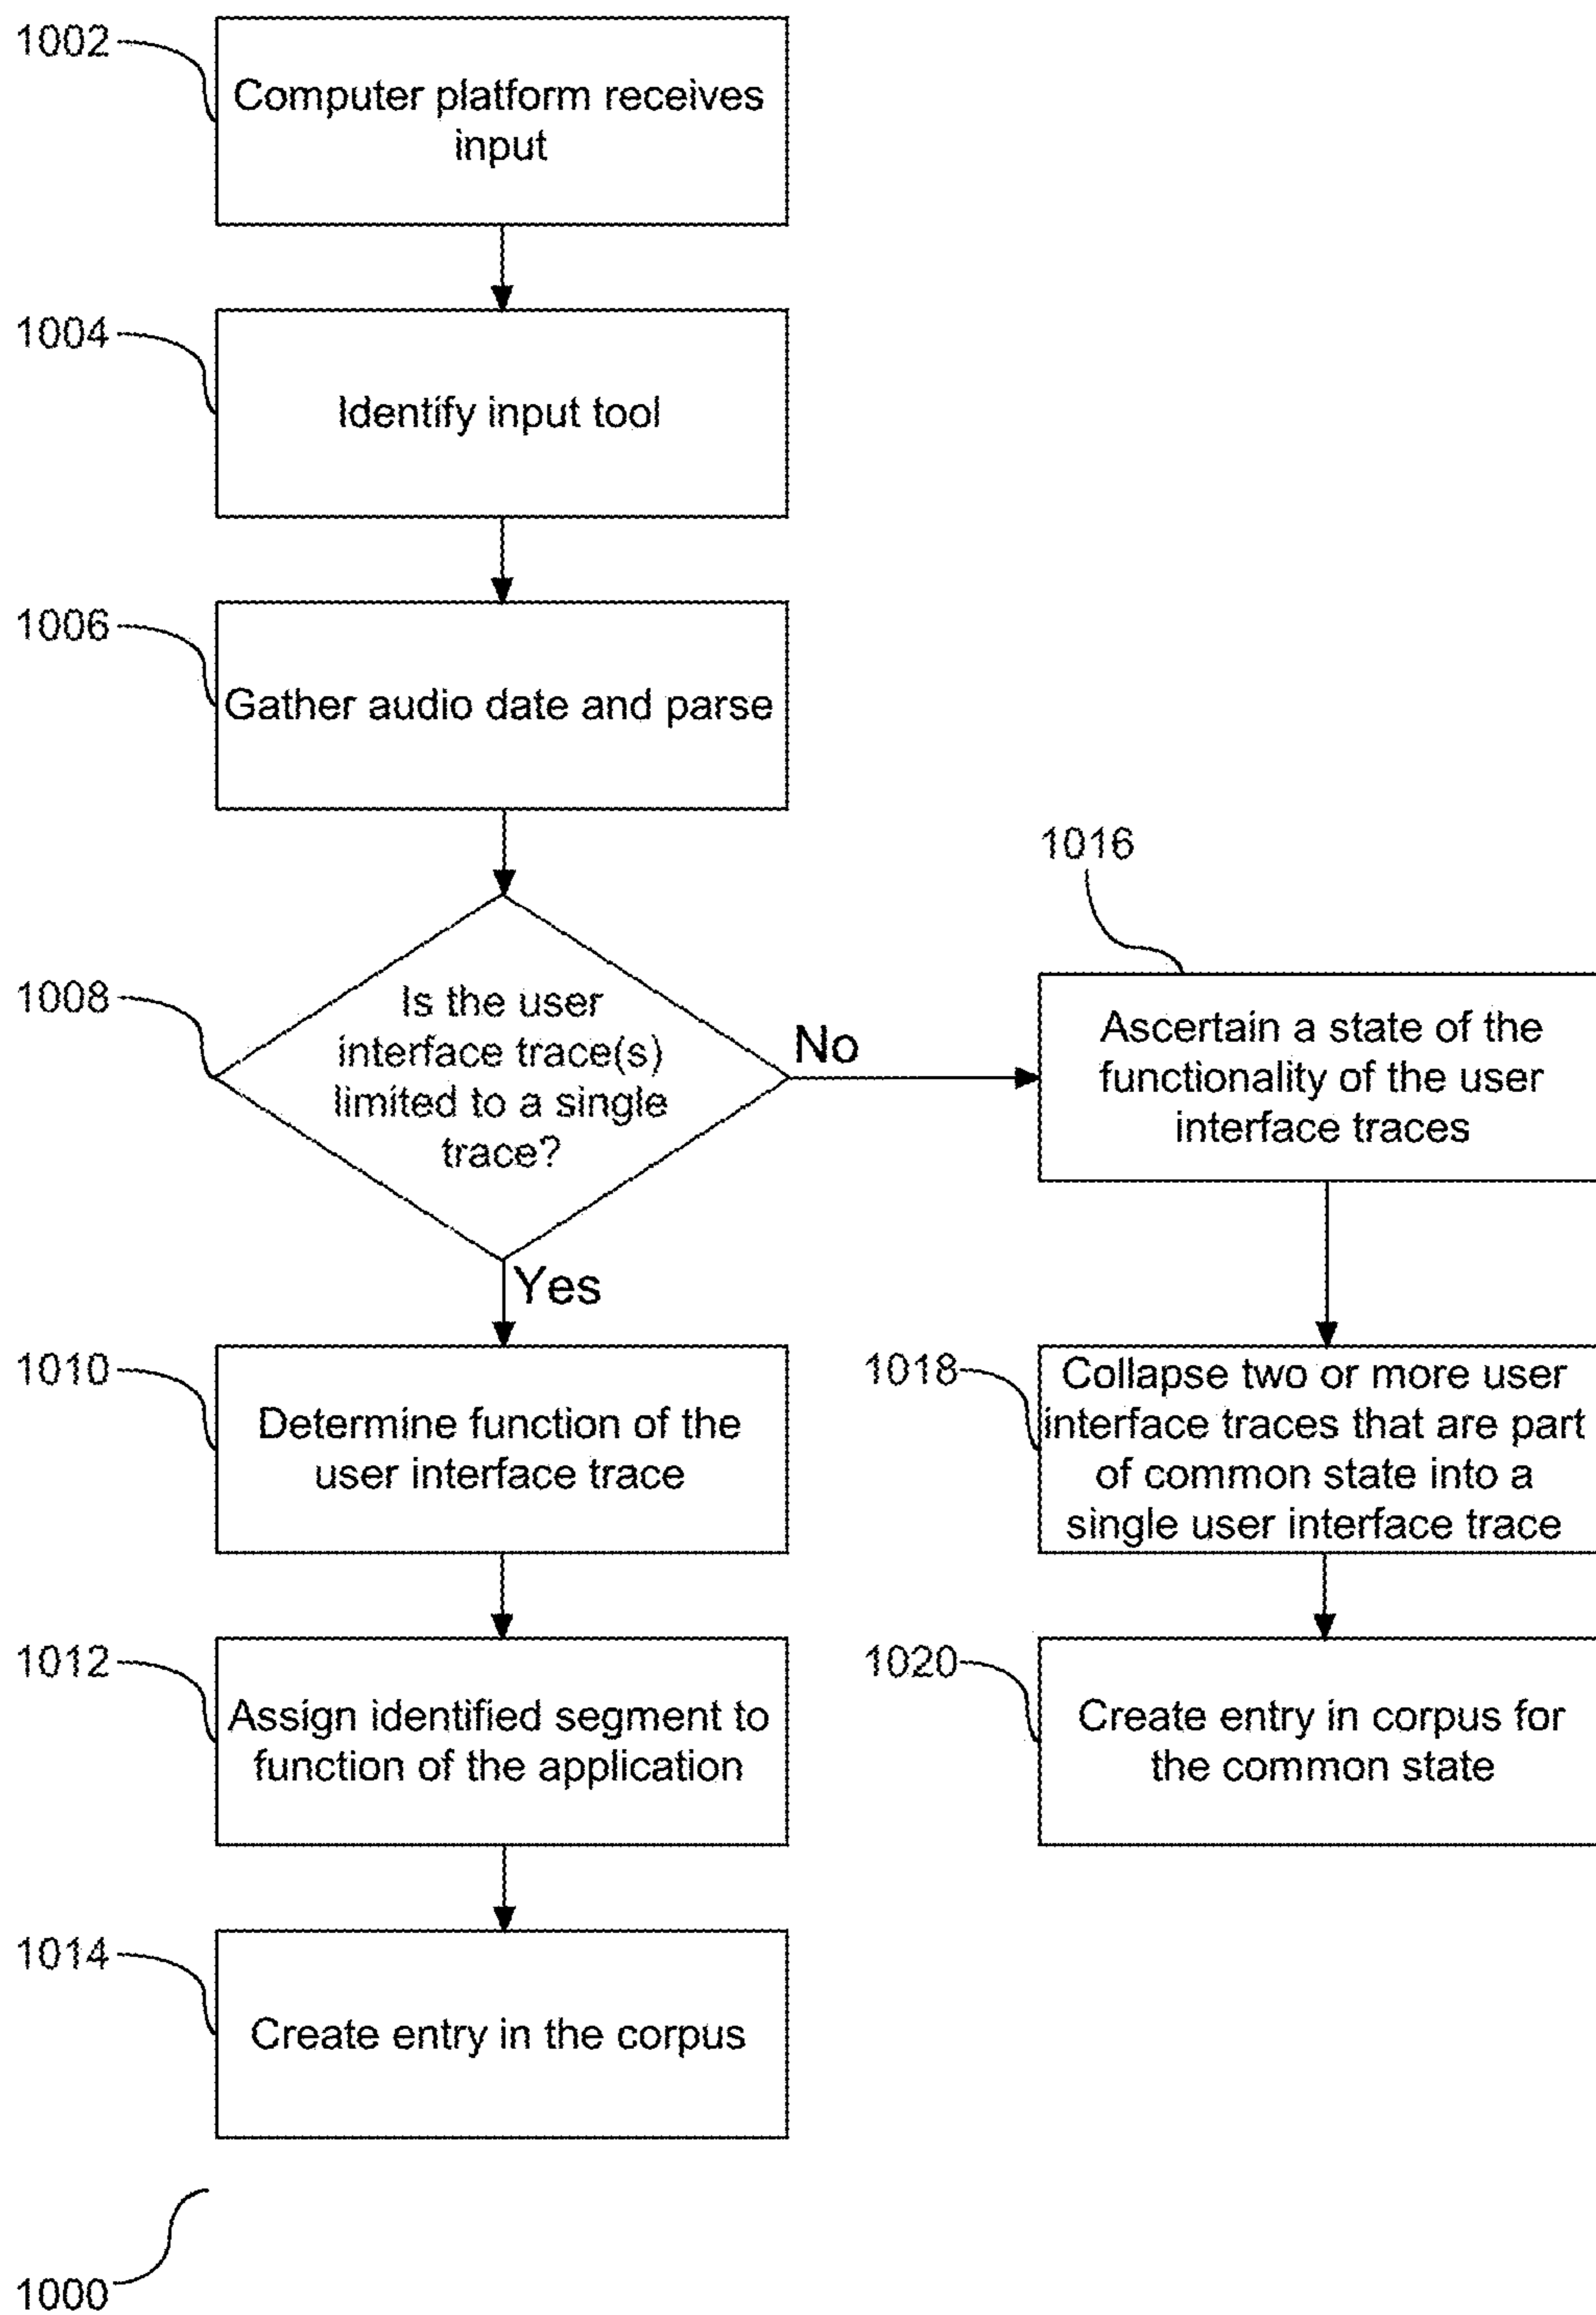 1002
Computer platform receives
input
1004
Identify input tool
1006
Gather audio date and parse
1008
Is the user
interface trace(s)
limited to a single
trace?
No
Yes
1016
Ascertain a state of the
functionality of the user
interface traces
1010
Determine function of the
user interface trace
1018
Collapse two or more user
interface traces that are part
of common state into a
single user interface trace
1012
Assign identified segment to
function of the application
1020
Create entry in corpus for
the common state
1014
Create entry in the corpus
1000